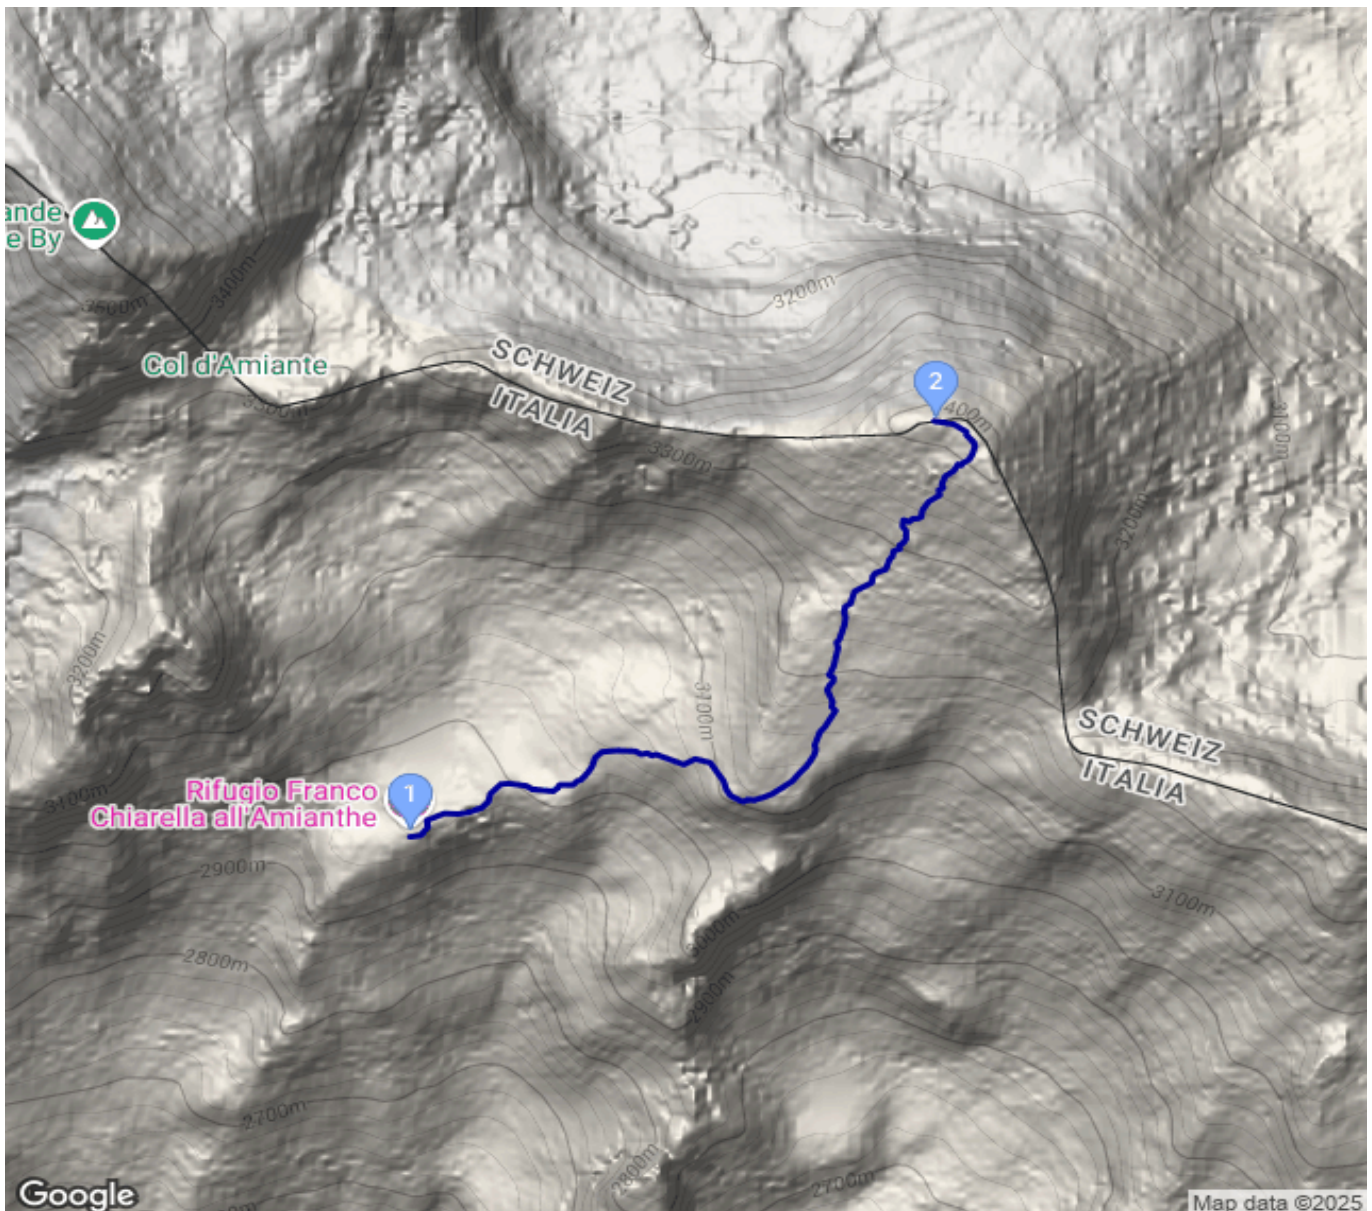 ande
e By
3500m
3400m
3200m
Col d'Amiante
3300m
SCHWEIZ
ITALIA
2
400m
3100m
3300m
3200m
3200m
3100m
SCHWEIZ
ITALIA
Rifugio Franco
Chiarella all'Amianthe
1
3100m
2900m
3100m
3000m
2800m
2900m
2700m
2800m
2700m
Google
Map data ©2025